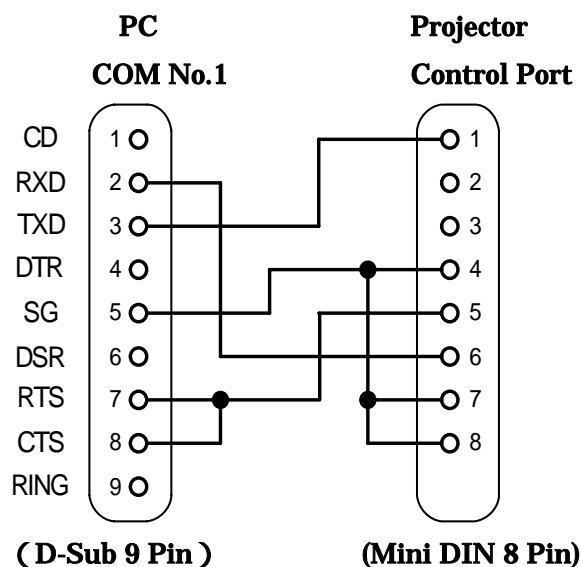 PC Projector
COM No.1 Control Port
CD 1 1
RXD 2 2
TXD 3 3
DTR 4 4
SG 5 5
DSR 6 6
RTS 7 7
CTS 8 8
RING 9
( D-Sub 9 Pin ) (Mini DIN 8 Pin)